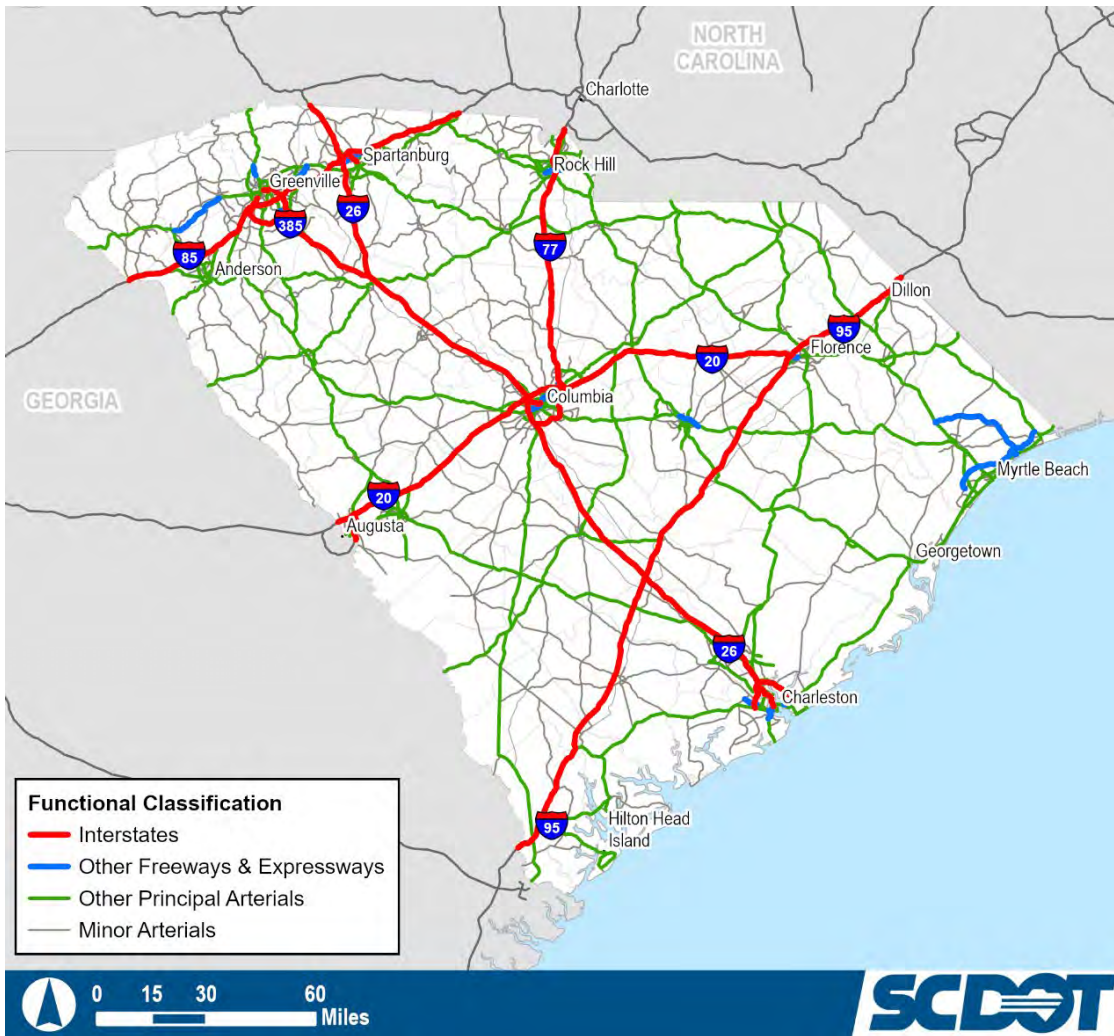 NORTH
CAROLINA
Charlotte
Spartanburg
Rock Hill
Greenville
26
385
77
85
Anderson
Dillon
95
Florence
20
GEORGIA
Columbia
Myrtle Beach
20
Augusta
Georgetown
26
Charleston
Hilton Head
Island
95
Functional Classification
Interstates
Other Freeways & Expressways
Other Principal Arterials
Minor Arterials
0 15 30 60
Miles
SCDOT